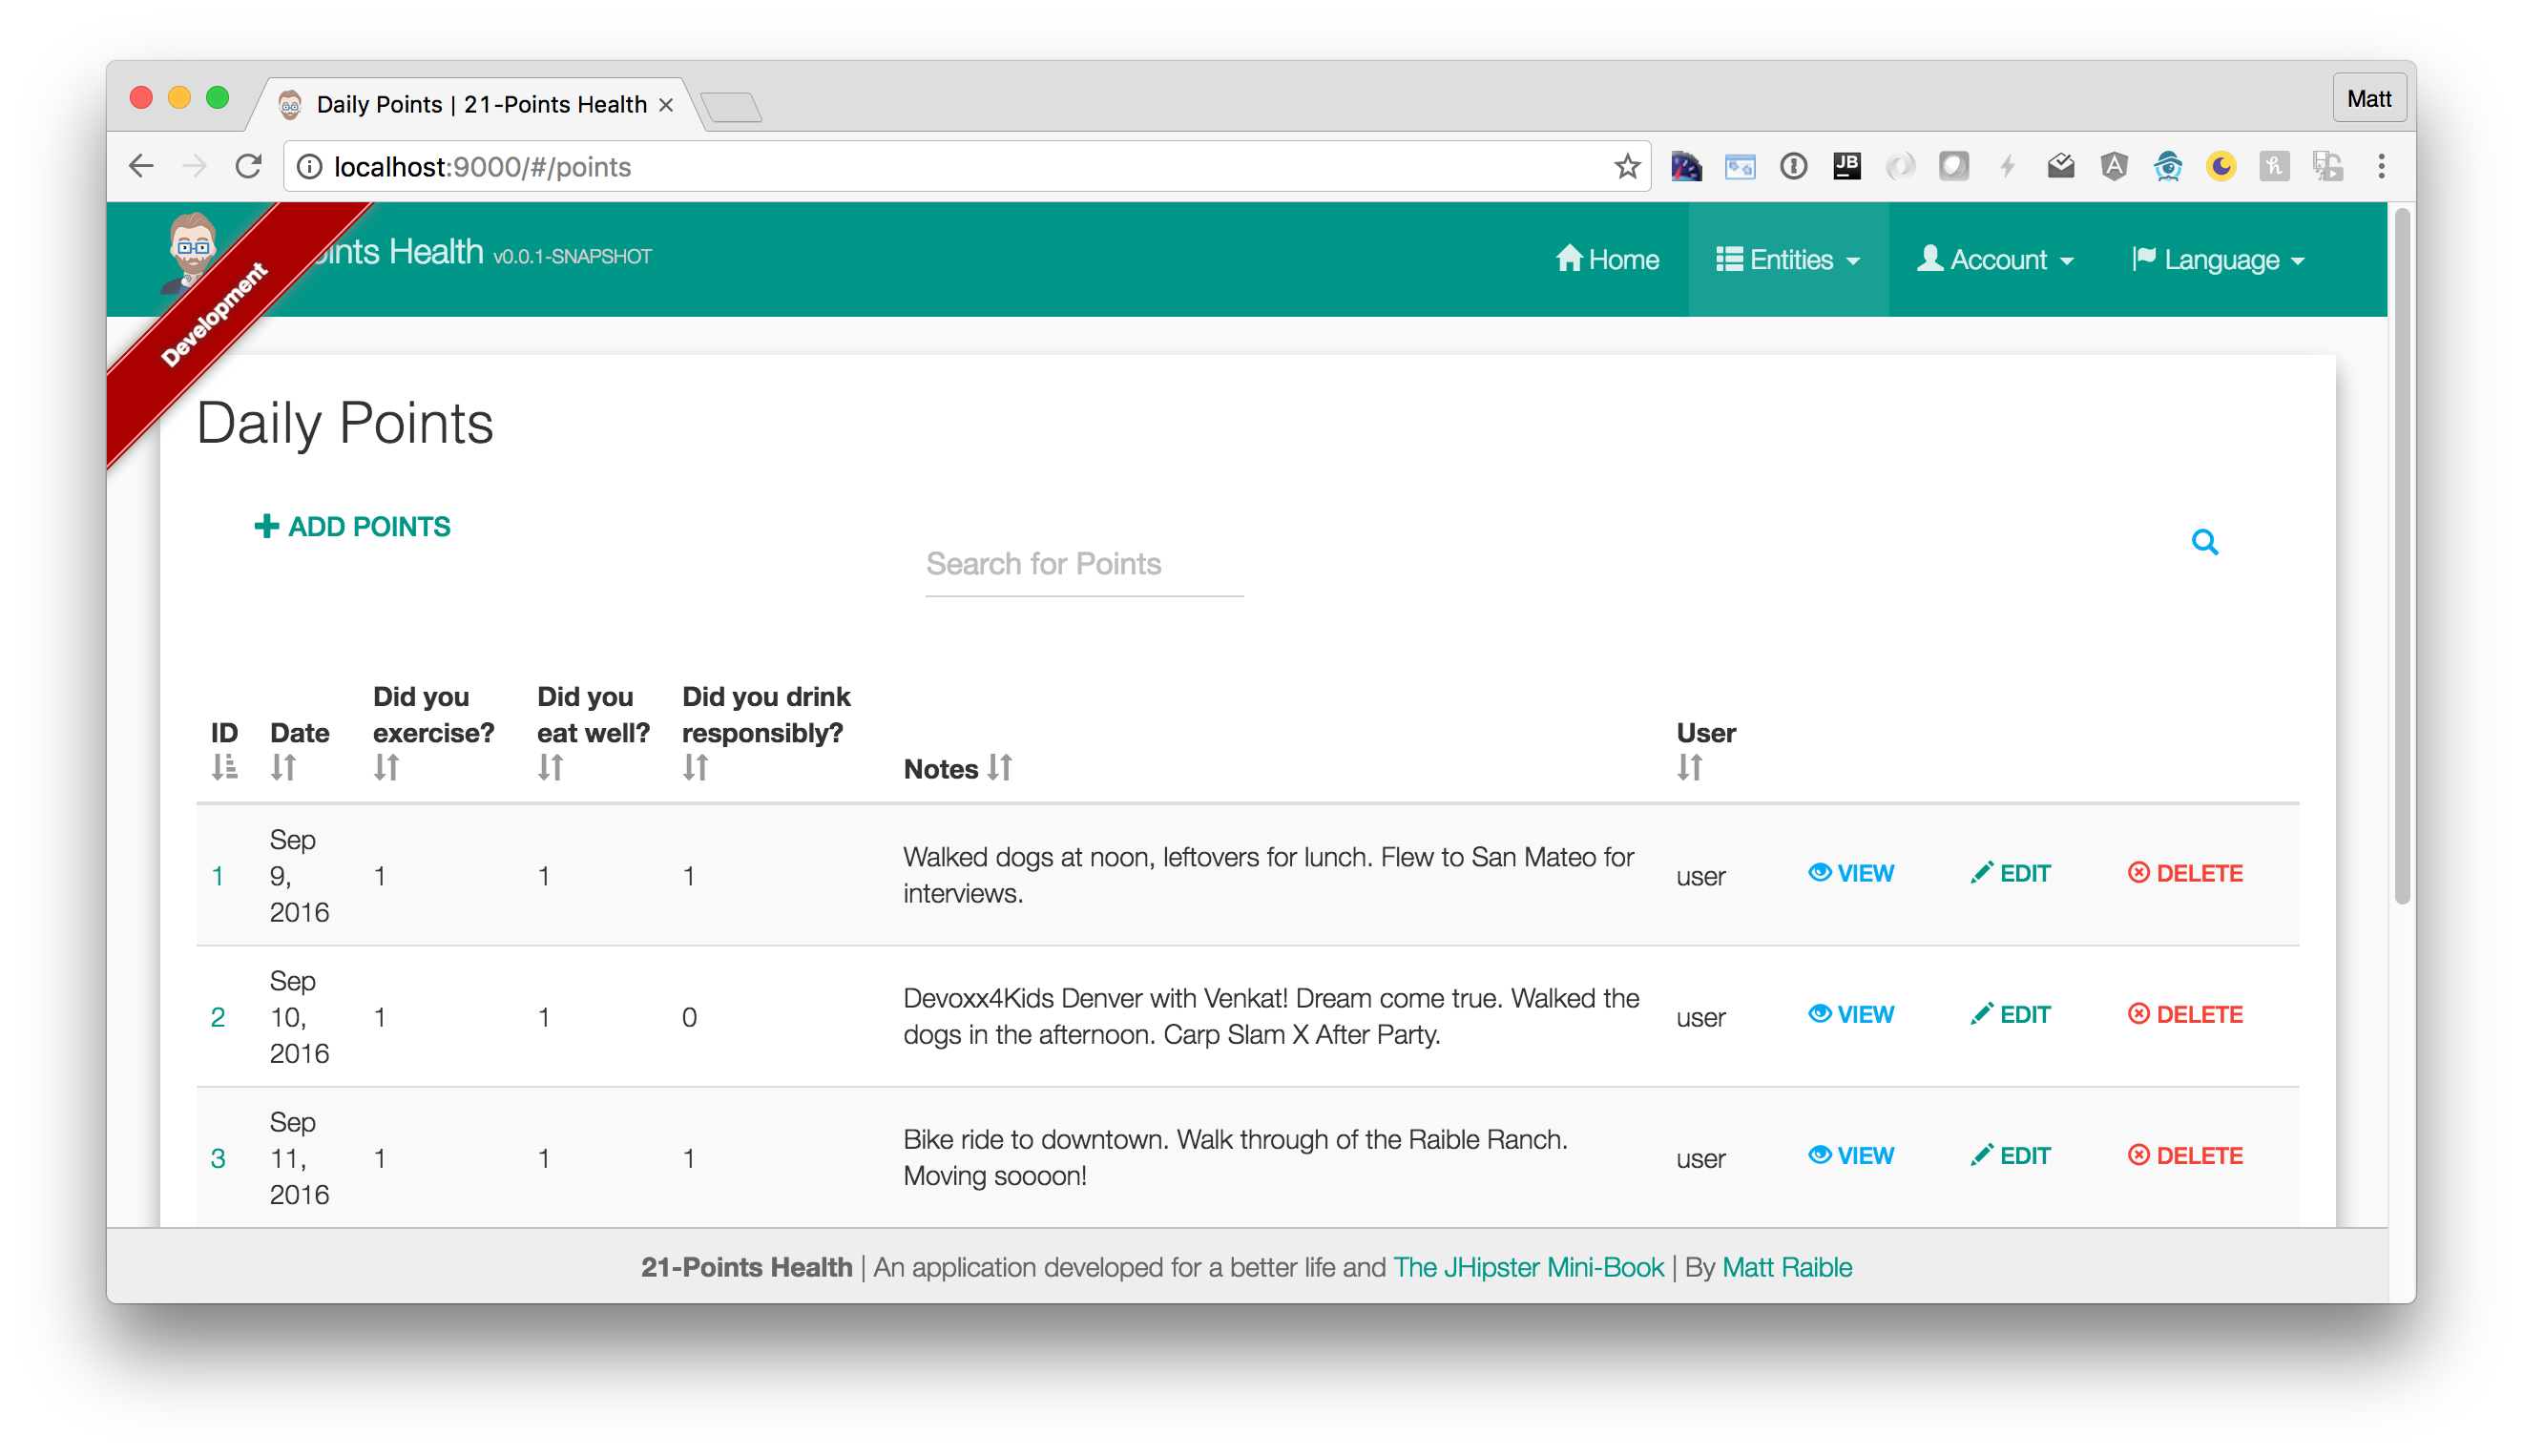 Daily Points | 21-Points Health
Matt
localhost:9000/#/points
JB
Development
ints Health v0.0.1-SNAPSHOT
Home
Entities
Account
Language
Daily Points
ADD POINTS
Search for Points
ID
Date
Did you
exercise?
Did you
eat well?
Did you drink
responsibly?
Notes
User
1
Sep
9,
2016
1
1
1
Walked dogs at noon, leftovers for lunch. Flew to San Mateo for
interviews.
user
VIEW
EDIT
DELETE
2
Sep
10,
2016
1
1
0
Devoxx4Kids Denver with Venkat! Dream come true. Walked the
dogs in the afternoon. Carp Slam X After Party.
user
VIEW
EDIT
DELETE
3
Sep
11,
2016
1
1
1
Bike ride to downtown. Walk through of the Raible Ranch.
Moving soooon!
user
VIEW
EDIT
DELETE
21-Points Health | An application developed for a better life and The JHipster Mini-Book | By Matt Raible